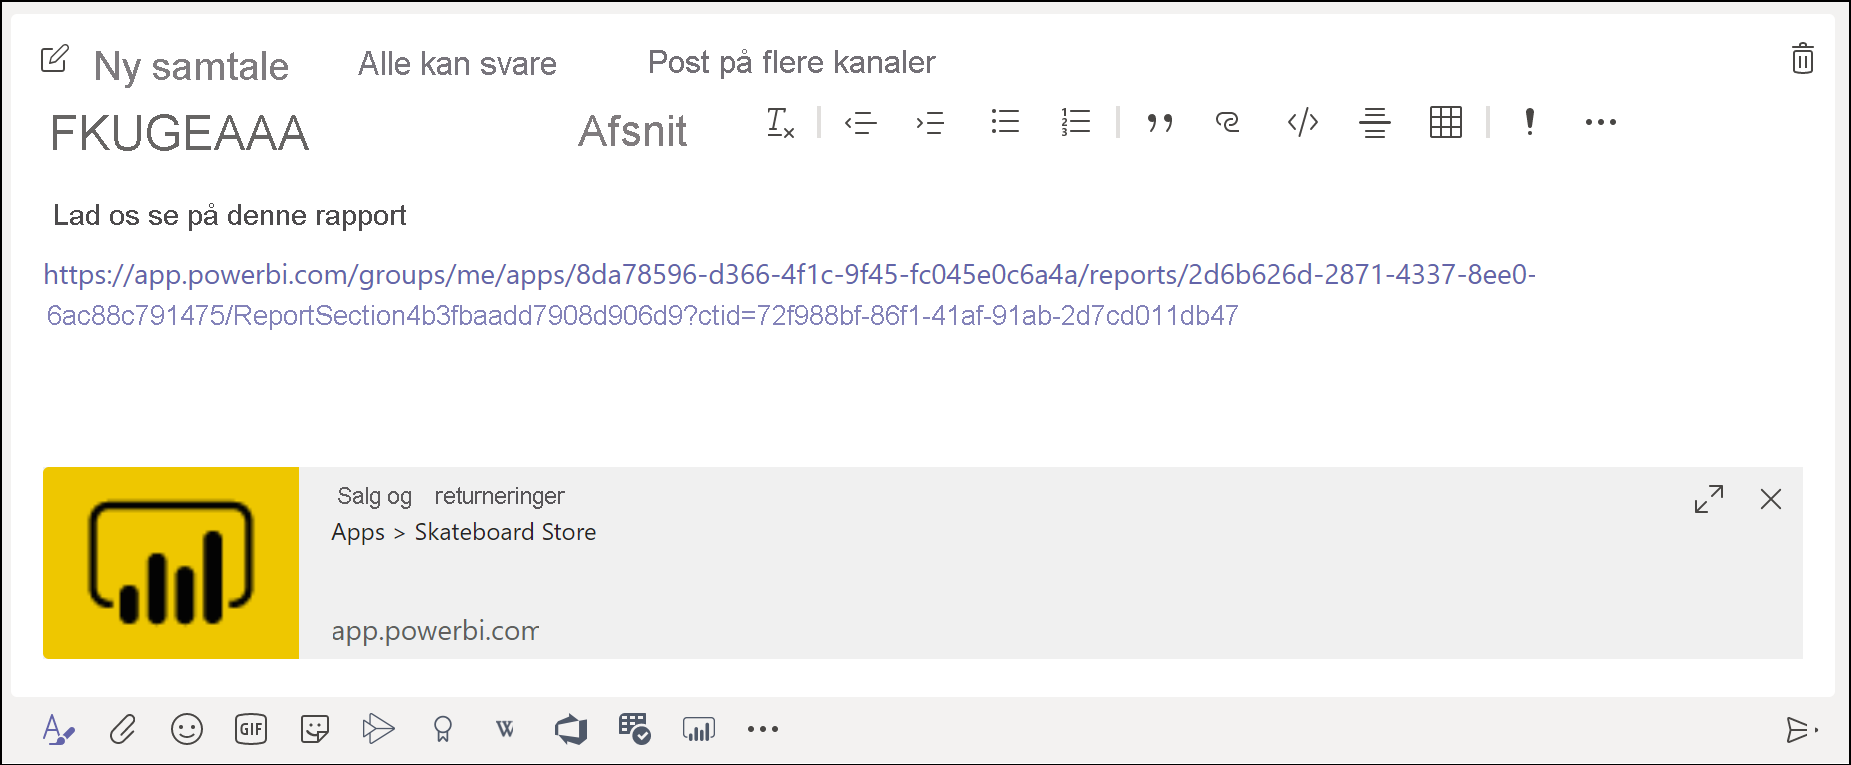 Ny samtale Alle kan svare Post på flere kanaler
FKUGEAAA Afsnit
Lad os se på denne rapport
https://app.powerbi.com/groups/me/apps/8da78596-d366-4f1c-9f45-fc045e0c6a4a/reports/2d6b626d-2871-4337-8ee0-
6ac88c791475/ReportSection4b3fbaadd7908d906d9?ctid=72f988bf-86f1-41af-91ab-2d7cd011db47
Salg og returneringer
Apps > Skateboard Store
app.powerbi.com
GIF W